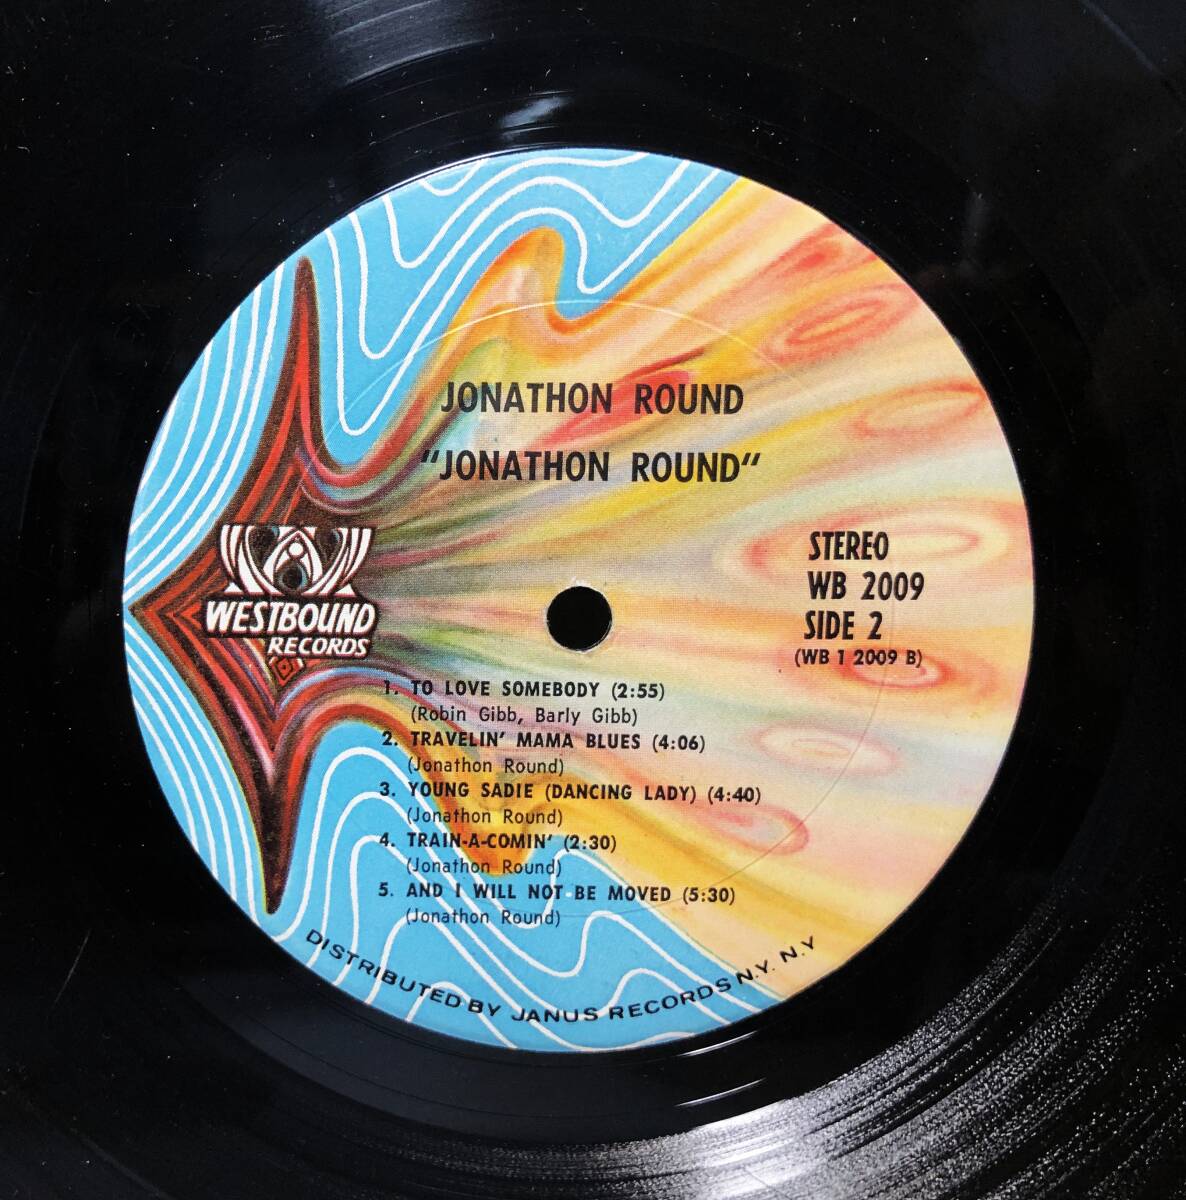 JONATHON ROUND
"JONATHON ROUND"
WESTBOUND
RECORDS
STEREO
WB 2009
SIDE 2
(WB 1 2009 B)
1. TO LOVE SOMEBODY (2:55)
(Robin Gibb, Barly Gibb)
2. TRAVELIN' MAMA BLUES (4:06)
(Jonathon Round)
3. YOUNG SADIE (DANCING LADY) (4:40)
(Jonathon Round)
4. TRAIN-A-COMIN' (2:30)
(Jonathon Round)
5. AND I WILL NOT BE MOVED (5:30)
(Jonathon Round)
DISTRIBUTED BY JANUS RECORDS N.Y. N.Y